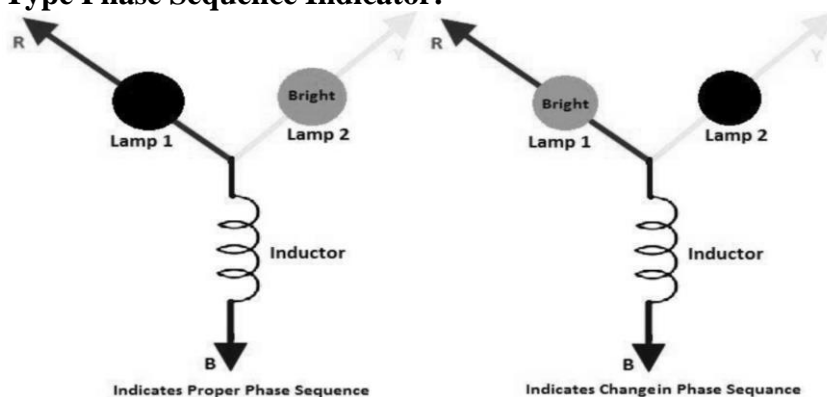 Type Phase Sequence Indicator:
R
Y
R
Y
Bright
Bright
Lamp 1
Lamp 2
Lamp 1
Lamp 2
Inductor
Inductor
B
B
Indicates Proper Phase Sequence
Indicates Changein Phase Sequance